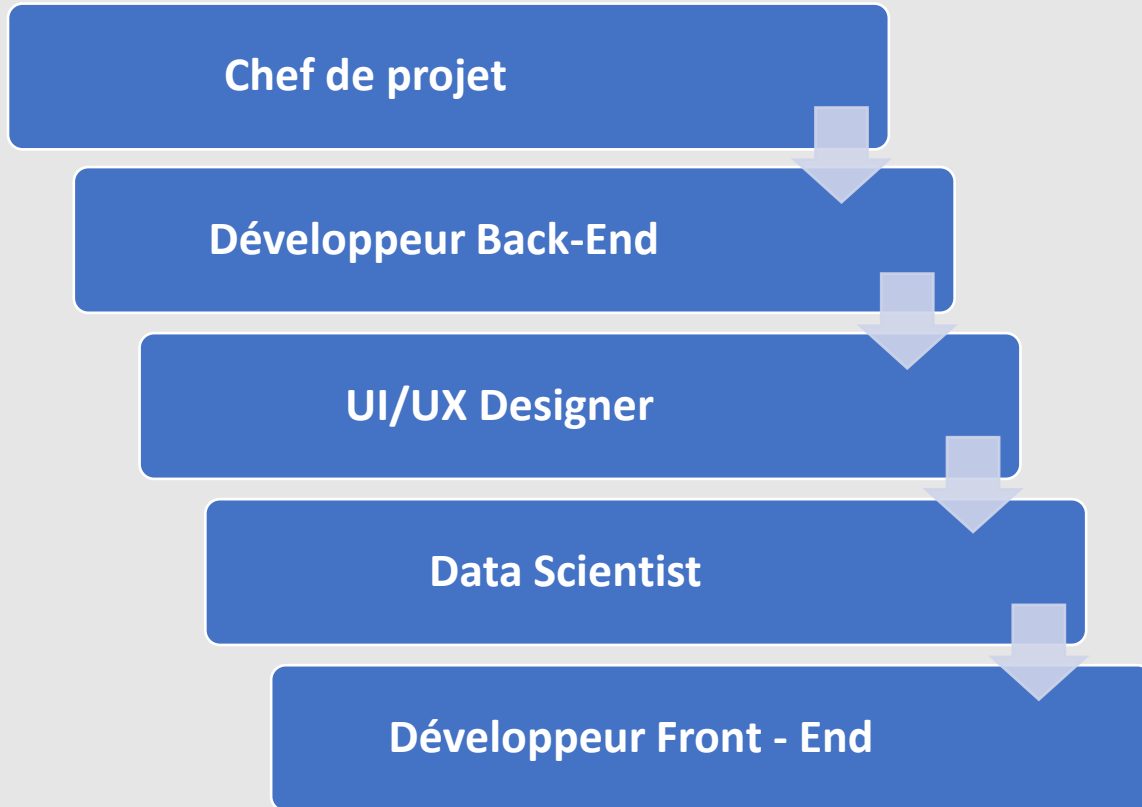 Chef de projet
Développeur Back-End
UI/UX Designer
Data Scientist
Développeur Front - End